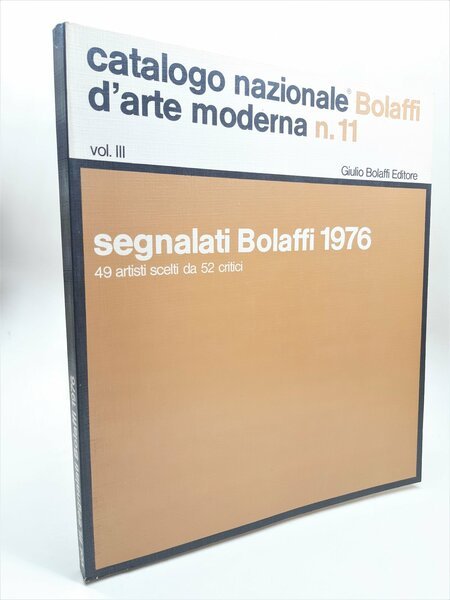 catalogo nazionale® Bolaffi
d'arte moderna n.11
vol. III
Giulio Bolaffi Editore
segnalati Bolaffi 1976
49 artisti scelti da 52 critici